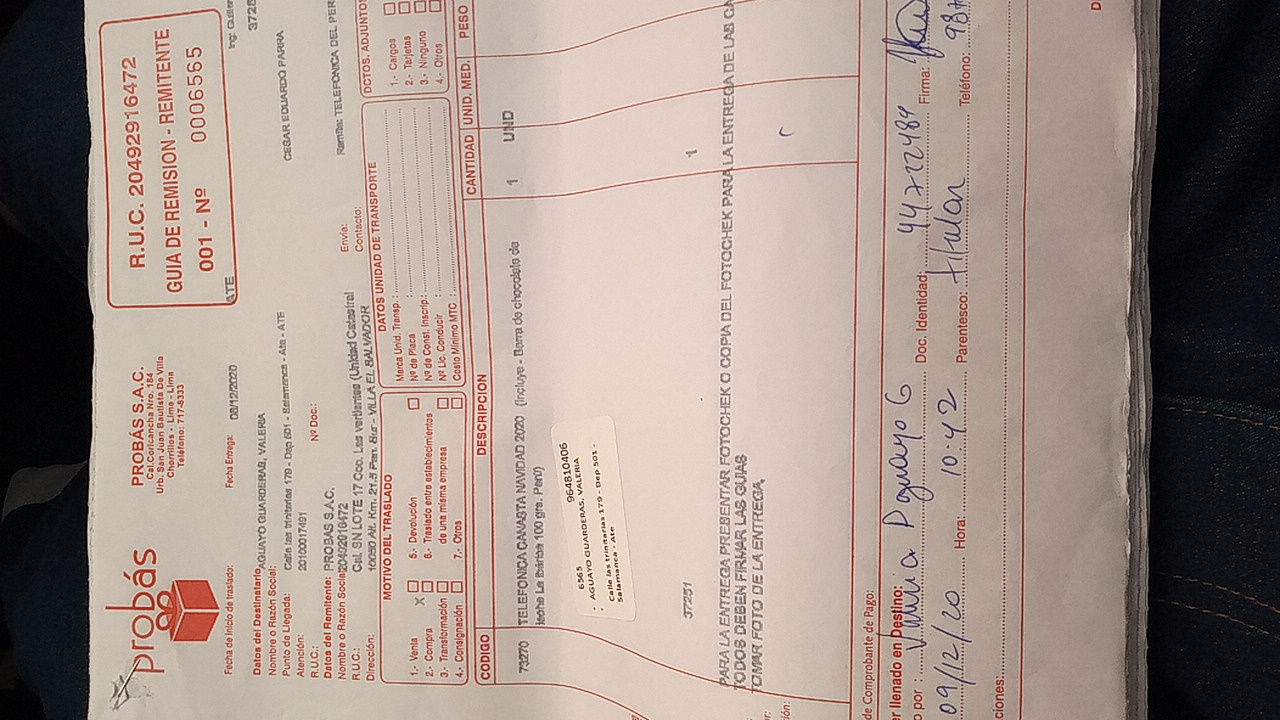 probás
PROBÁS S.A.C.
Cal.Coricancha Nro. 184
Urb. San Juan Bautista De Villa
Chorrillos - Lima - Lima
Teléfono: 717-8333
R.U.C. 20492916472
GUIA DE REMISION - REMITENTE
001 - Nº 0006565
Fecha de Inicio de traslado:
Fecha Entrega: 08/12/2020
ATE
Datos del Destinatario
Nombre o Razón Social: AGUAYO GUARDERAS, VALERIA
CESAR EDUARDO PARRA
Punto de Llegada: Calle las trinitarias 179 - Dep 501 - Salamanca - Ate - ATE
Atención: 20100017491
R.U.C.:
Nº Doc.:
Datos del Remitente:
Nombre o Razón Social PROBAS S.A.C.
R.U.C.: 20492916472
Envía:
Remite: TELEFONICA DEL PER
Dirección: Cal. SN LOTE 17 Coo. Las vertientes (Unidad Catastral
Contacto:
10080 Alt. Km. 21.5 Pan. Sur - VILLA EL SALVADOR
MOTIVO DEL TRASLADO
1.- Venta
2.- Compra X
3.- Transformación
4.- Consignación
5.- Devolución
6.- Traslado entre establecimientos
de una misma empresa
7.- Otros
DATOS UNIDAD DE TRANSPORTE
Marca Unid. Transp. :
Nº de Placa :
Nº de Const. Inscrip. :
Nº Lic. Conducir :
Costo Mínimo MTC :
DCTOS. ADJUNTOS
1.- Cargos
2.- Tarjetas
3.- Ninguno
4.- Otros
CODIGO DESCRIPCION CANTIDAD UNID. MED. PESO
73270 TELEFONICA CANASTA NAVIDAD 2020 (Incluye - Barra de chocolate de 1 UND
leche La Ibérica 100 grs. Perú)
6565 964810406
: AGUAYO GUARDERAS, VALERIA
Calle las trinitarias 179 - Dep 501 -
Salamanca - Ate
37251 1
PARA LA ENTREGA PRESENTAR FOTOCHEK O COPIA DEL FOTOCHEK PARA LA ENTREGA DE LAS CA
TODOS DEBEN FIRMAR LAS GUIAS
TOMAR FOTO DE LA ENTREGA,
de Comprobante de Pago:
er llenado en Destino:
o por : Aguayo G Doc. Identidad: Firma:
09/12/20 Hora: 10:42 Parentesco: titular Teléfono: 987
ciones: